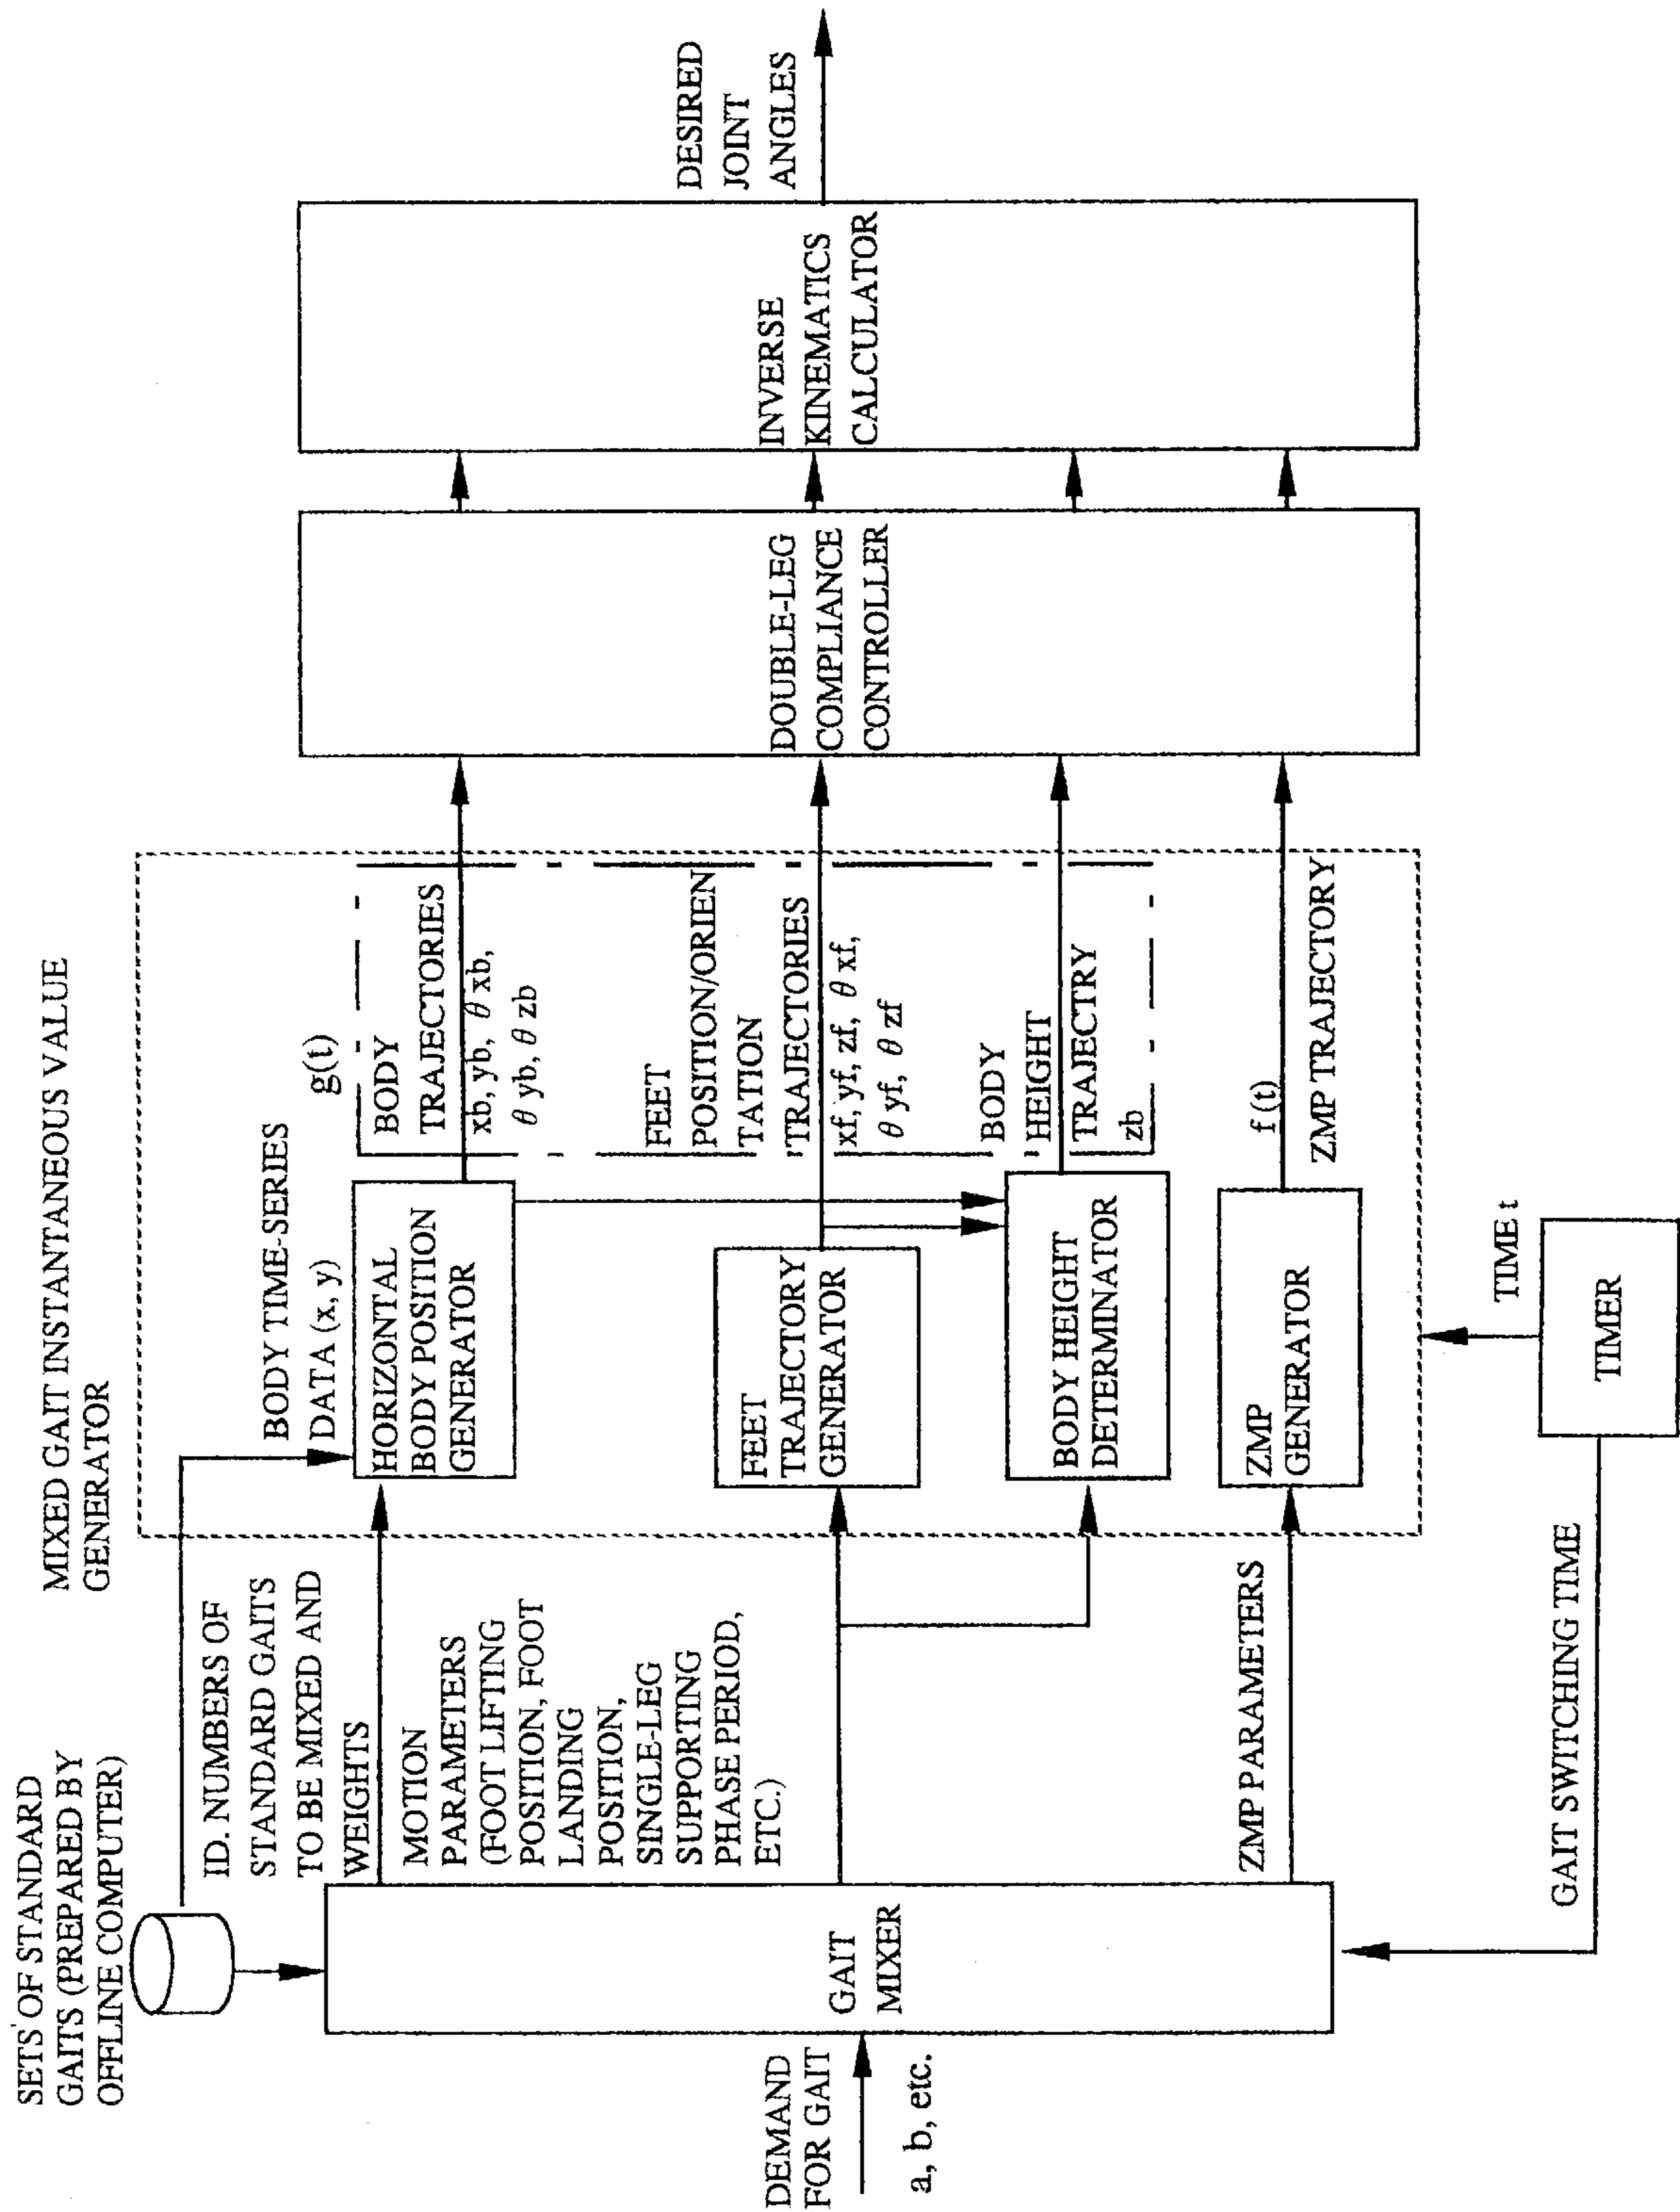 SETS OF STANDARD
GAITS (PREPARED BY
OFFLINE COMPUTER)
DEMAND
FOR GAIT
a, b, etc.
GAIT
MIXER
ID. NUMBERS OF
STANDARD GAITS
TO BE MIXED AND
WEIGHTS
MOTION
PARAMETERS
(FOOT LIFTING
POSITION, FOOT
LANDING
POSITION,
SINGLE-LEG
SUPPORTING
PHASE PERIOD,
ETC.)
ZMP PARAMETERS
GAIT SWITCHING TIME
MIXED GAIT INSTANTANEOUS VALUE
GENERATOR
BODY TIME-SERIES
DATA (x, y)
HORIZONTAL
BODY POSITION
GENERATOR
FEET
TRAJECTORY
GENERATOR
BODY HEIGHT
DETERMINATOR
ZMP
GENERATOR
TIMER
TIME t
g(t)
BODY
TRAJECTORIES
xb, yb, θ xb,
θ yb, θ zb
FEET
POSITION/ORIEN
TATION
TRAJECTORIES
xf, yf, zf, θ xf,
θ yf, θ zf
BODY
HEIGHT
TRAJECTRY
zb
f (t)
ZMP TRAJECTORY
DOUBLE-LEG
COMPLIANCE
CONTROLLER
INVERSE
KINEMATICS
CALCULATOR
DESIRED
JOINT
ANGLES